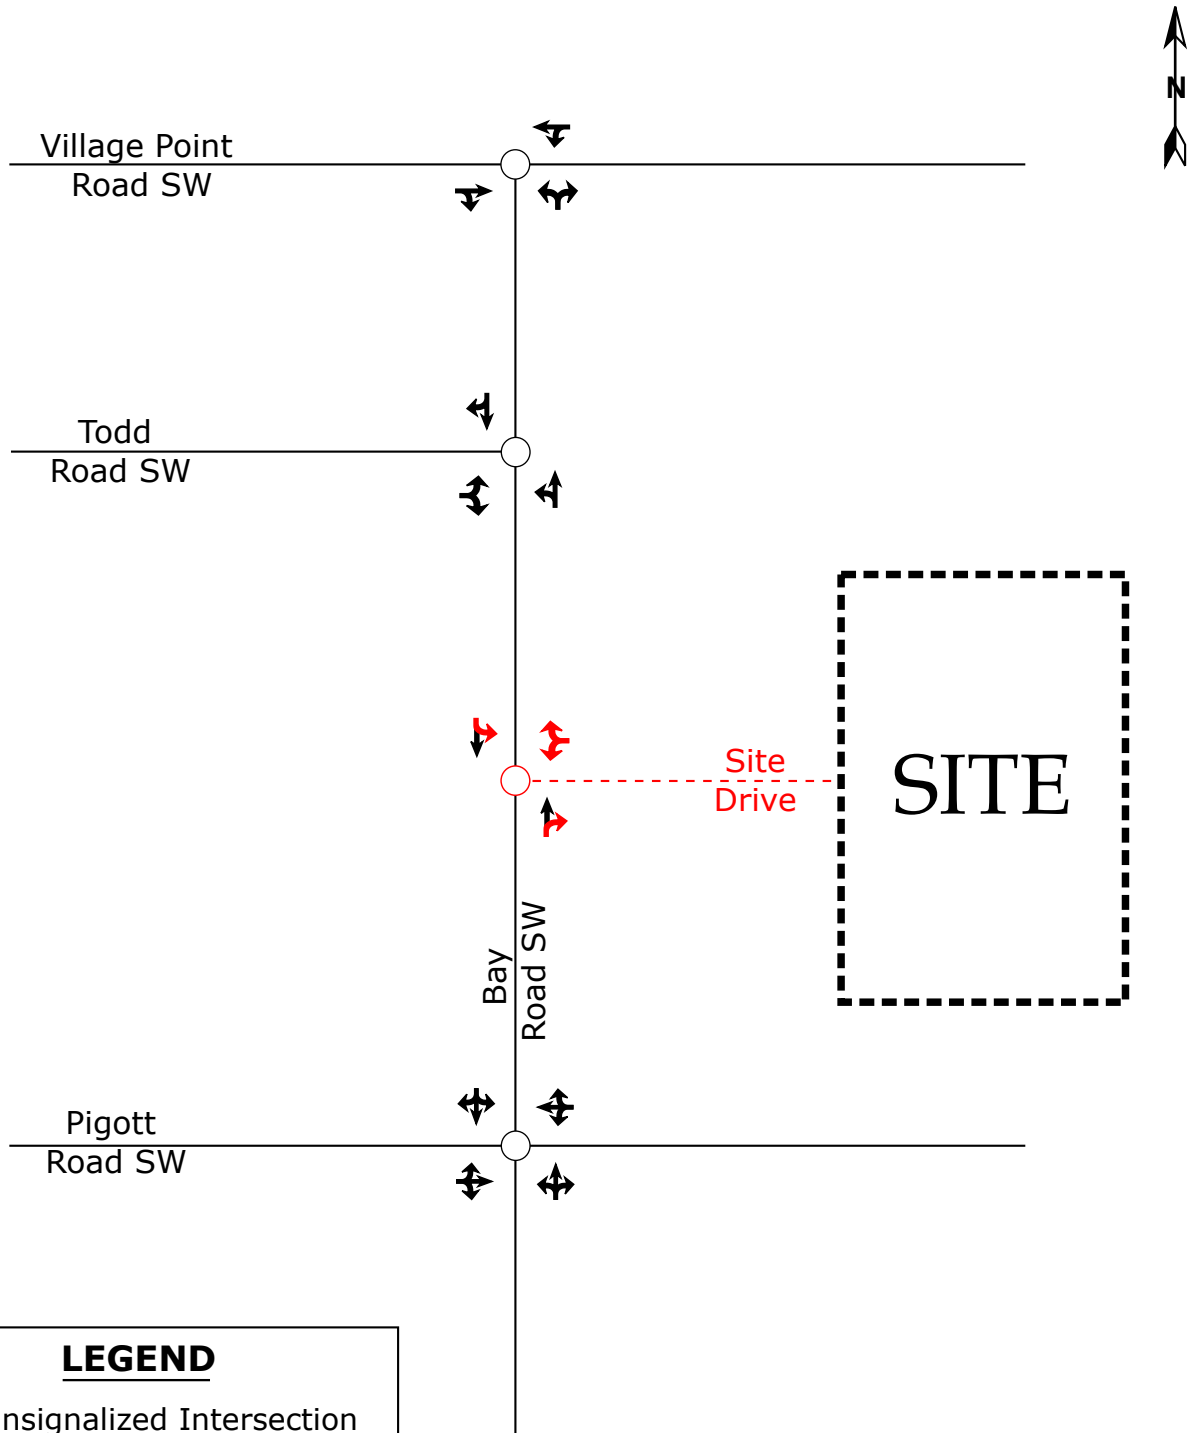 N
Village Point
Road SW
Todd
Road SW
Site
Drive
SITE
Bay
Road SW
Pigott
Road SW
LEGEND
nsignalized Intersection